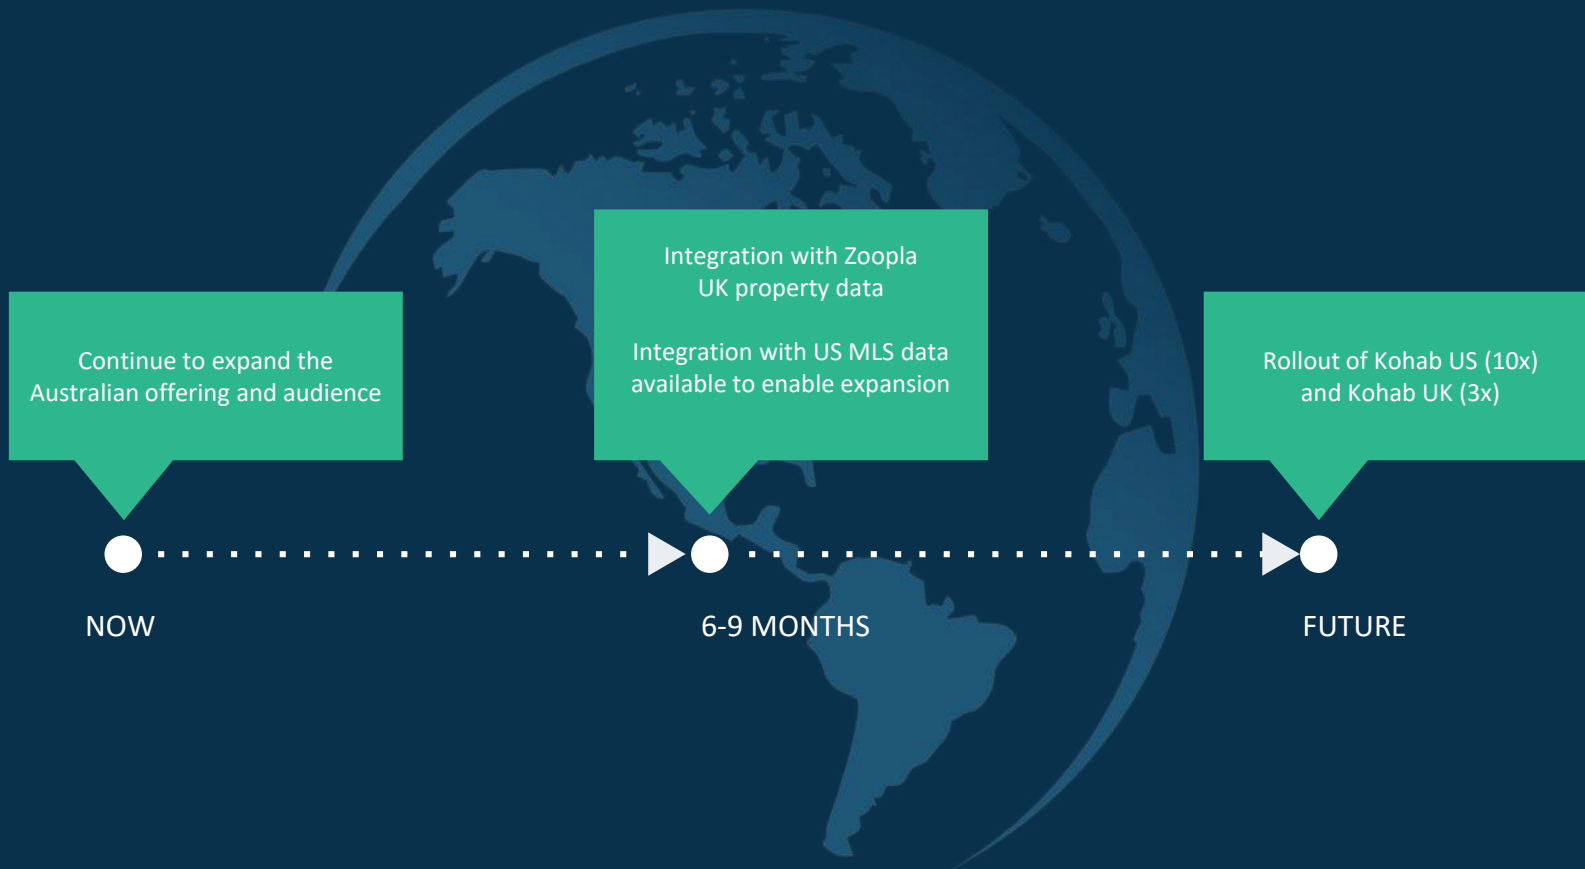 Continue to expand the
Australian offering and audience
Integration with Zoopla
UK property data
Integration with US MLS data
available to enable expansion
Rollout of Kohab US (10x)
and Kohab UK (3x)
NOW
6-9 MONTHS
FUTURE